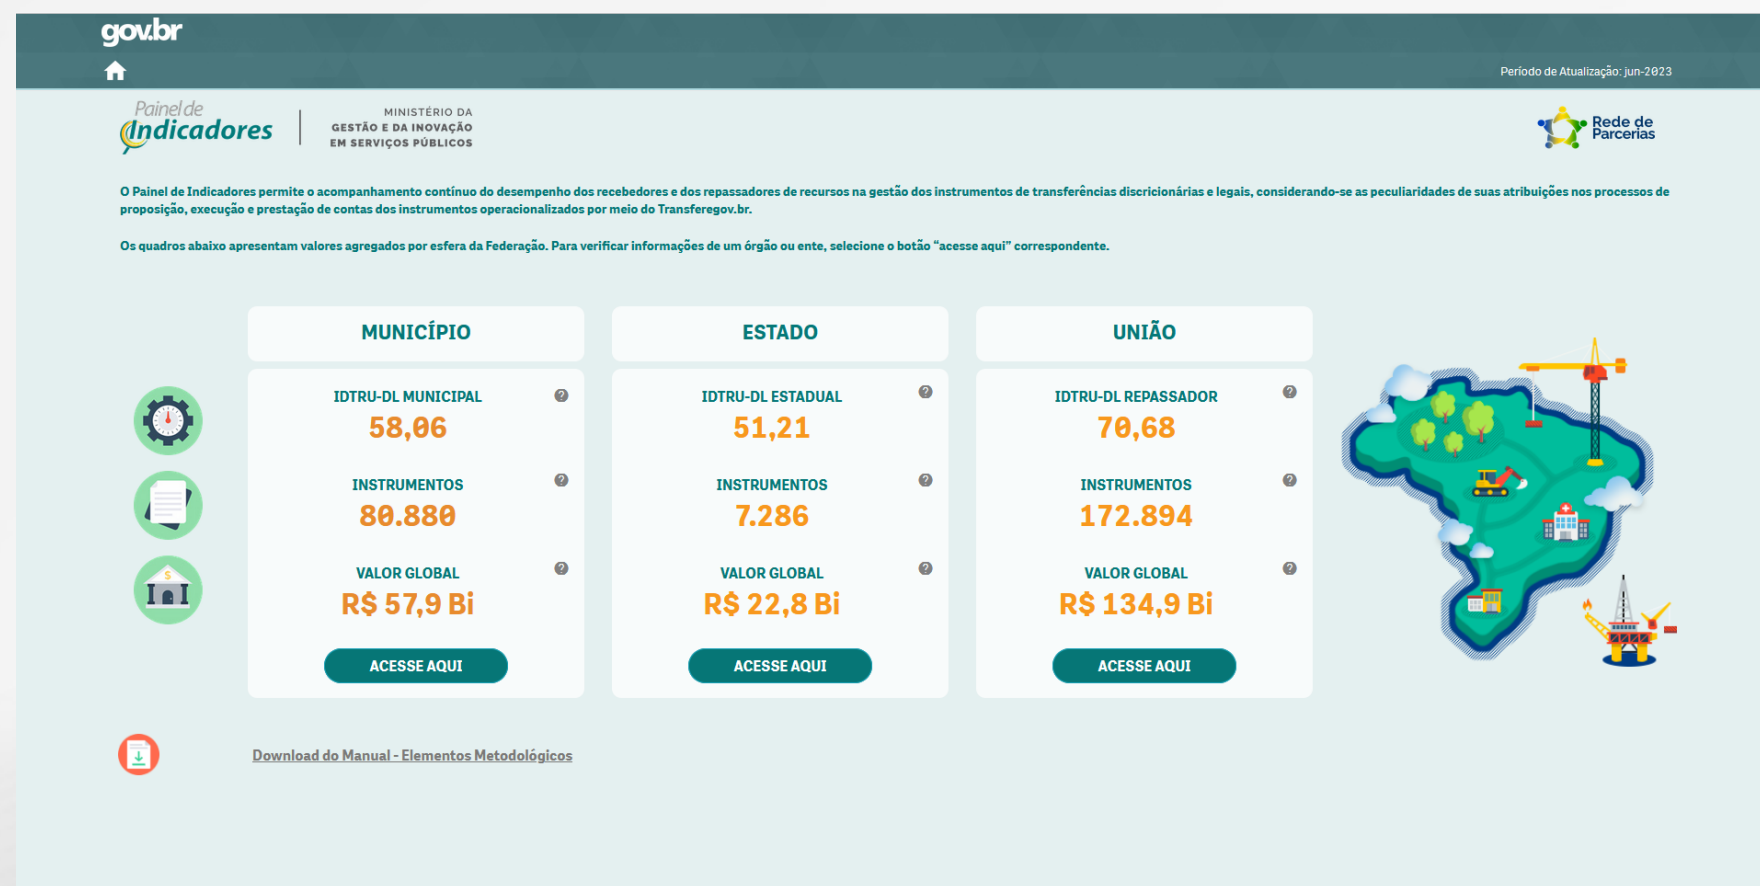 gov.br
Período de Atualização: jun-2023
Painel de
Indicadores
MINISTÉRIO DA
GESTÃO E DA INOVAÇÃO
EM SERVIÇOS PÚBLICOS
Rede de
Parcerias
O Painel de Indicadores permite o acompanhamento contínuo do desempenho dos recebedores e dos repassadores de recursos na gestão dos instrumentos de transferências discricionárias e legais, considerando-se as peculiaridades de suas atribuições nos processos de
proposição, execução e prestação de contas dos instrumentos operacionalizados por meio do Transferegov.br.
Os quadros abaixo apresentam valores agregados por esfera da Federação. Para verificar informações de um órgão ou ente, selecione o botão “acesse aqui” correspondente.
MUNICÍPIO
IDTRU-DL MUNICIPAL
?
58,06
INSTRUMENTOS
?
80.880
VALOR GLOBAL
?
R$ 57,9 Bi
ACESSE AQUI
ESTADO
IDTRU-DL ESTADUAL
?
51,21
INSTRUMENTOS
?
7.286
VALOR GLOBAL
?
R$ 22,8 Bi
ACESSE AQUI
UNIÃO
IDTRU-DL REPASSADOR
?
70,68
INSTRUMENTOS
?
172.894
VALOR GLOBAL
?
R$ 134,9 Bi
ACESSE AQUI
$
Download do Manual - Elementos Metodológicos